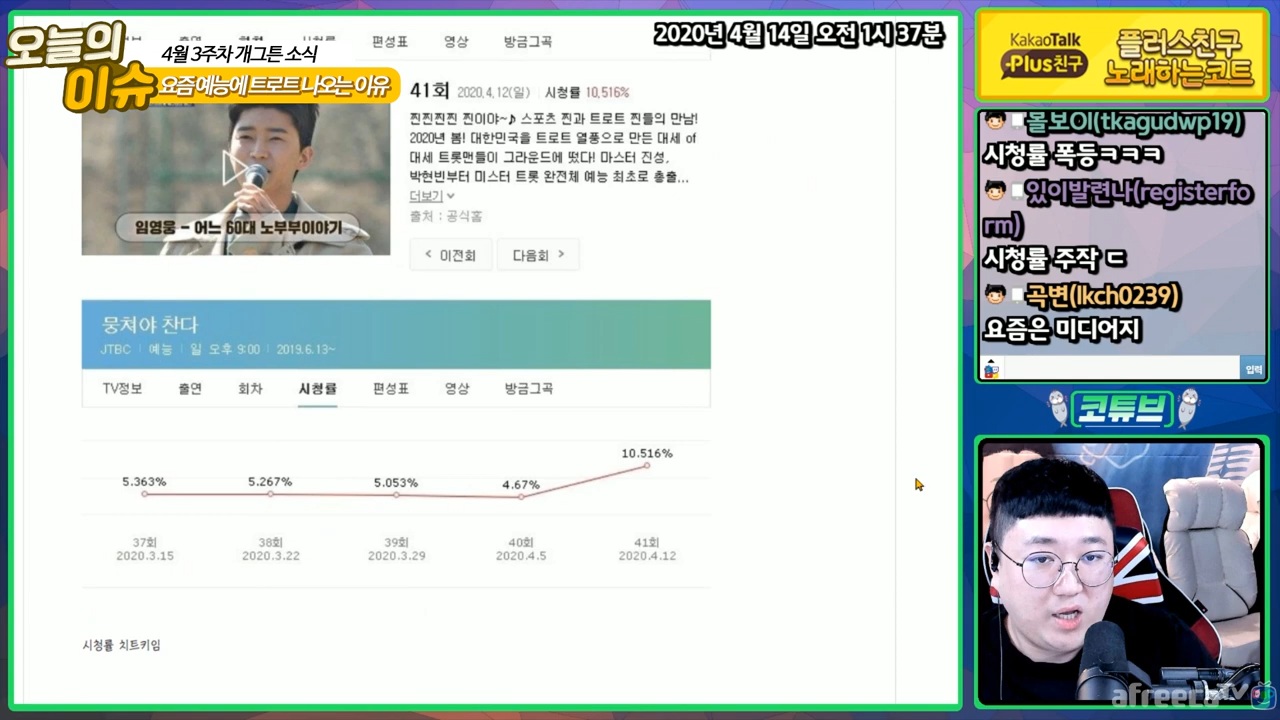 오늘의
이슈
4월 3주차 개그튼 소식
요즘 예능에 트로트 나오는 이유
편성표 영상 방금그곡
2020년 4월 14일 오전 1시 37분
41회 2020.4.12(일) 시청률 10,516%
찐찐찐찐 찐이야~♪ 스포츠 찐과 트로트 찐들의 만남!
2020년 봄! 대한민국을 트로트 열풍으로 만든 대세 of
대세 트롯맨들이 그라운드에 떴다! 마스터 진성,
박현빈부터 미스터 트롯 완전체 예능 최초로 총출...
더보기
출처 : 공식홈
이전회 다음회
임영웅 - 어느 60대 노부부이야기
뭉쳐야 찬다
JTBC 예능 일 오후 9:00 2019.6.13~
TV정보 출연 회차 시청률 편성표 영상 방금그곡
5.363% 5.267% 5.053% 4.67% 10.516%
37회 38회 39회 40회 41회
2020.3.15 2020.3.22 2020.3.29 2020.4.5 2020.4.12
시청률 치트키임
KakaoTalk
Plus친구
플러스친구
노래하는코트
몰보이(tkagudwp19)
시청률 폭등ㅋㅋㅋ
있이발련나(registerfo
rm)
시청률 주작 ㄷ
곡변(lkch0239)
요즘은 미디어지
입력
코튜브
afreecaTV